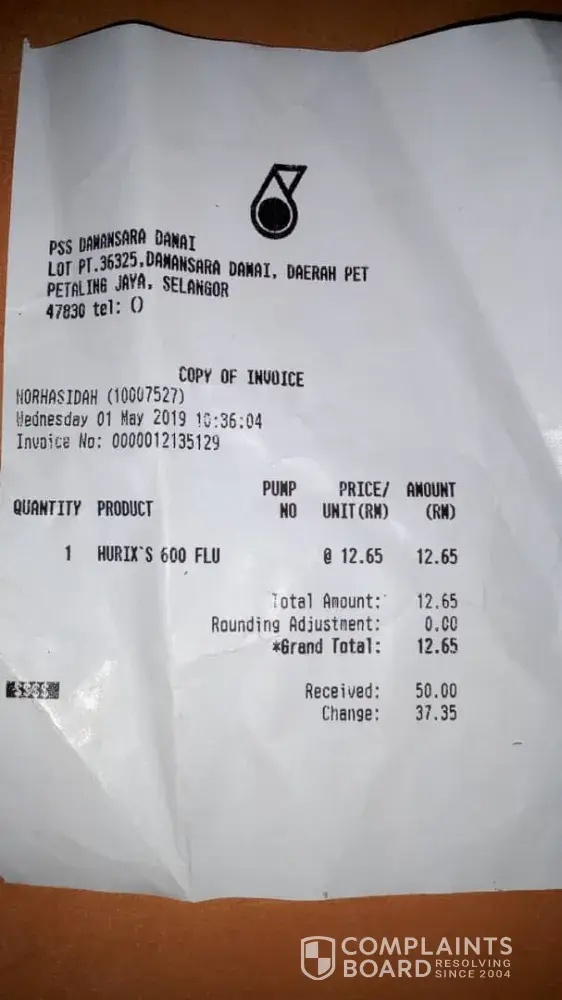 PSS DAMANSARA DAMAI
LOT PT.36325,DAMANSARA DAMAI, DAERAH PET
PETALING JAYA, SELANGOR
47830 tel: ()
COPY OF INVOICE
NORHASIDAH (10007527)
Wednesday 01 May 2019 10:36:04
Invoice No: 0000012135129
QUANTITY PRODUCT PUMP NO PRICE/ UNIT(RM) AMOUNT (RM)
1 HURIX`S 600 FLU @ 12.65 12.65
Total Amount: 12.65
Rounding Adjustment: 0.00
*Grand Total: 12.65
$$$$
Received: 50.00
Change: 37.35
COMPLAINTS
BOARD RESOLVING SINCE 2004